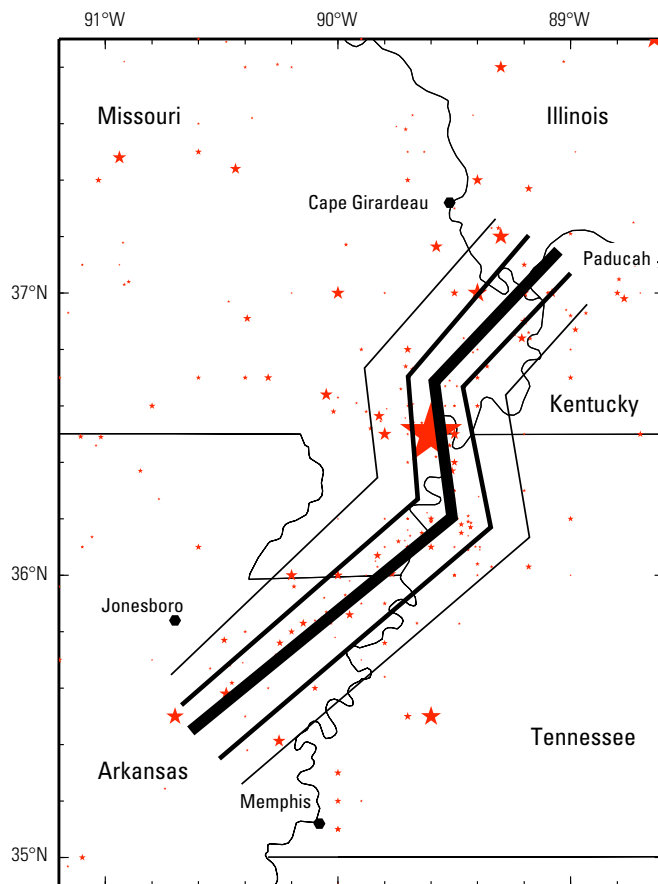 91°W 90°W 89°W
Missouri Illinois
Cape Girardeau
Paducah
37°N
Kentucky
36°N
Jonesboro
Tennessee
Arkansas
Memphis
35°N